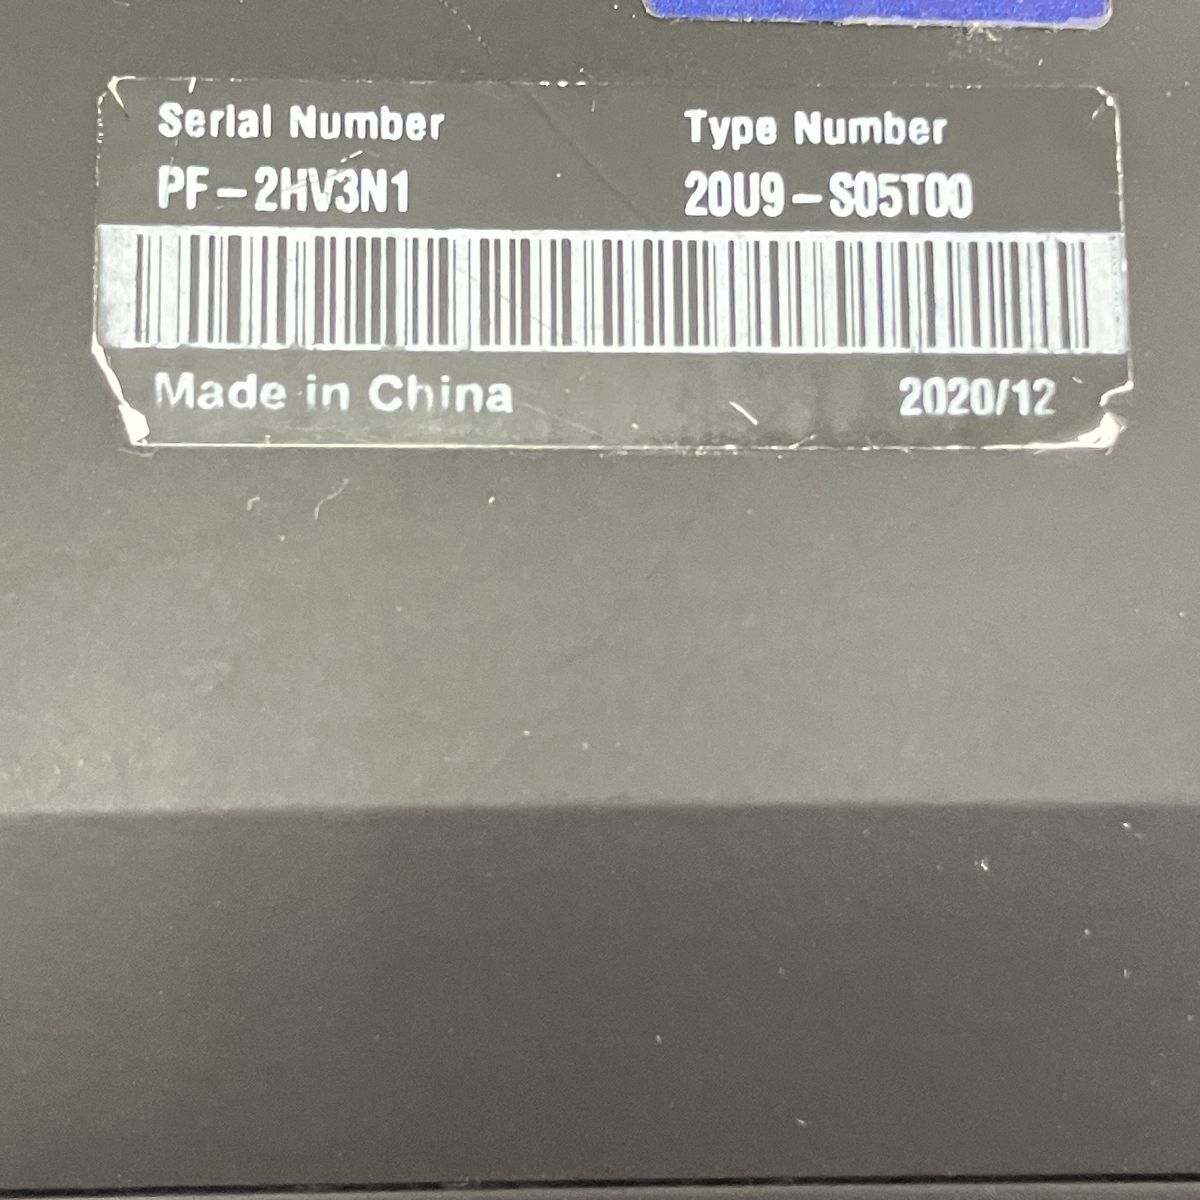 Serial Number Type Number
PF-2HV3N1 20U9-S05T00
Made in China 2020/12